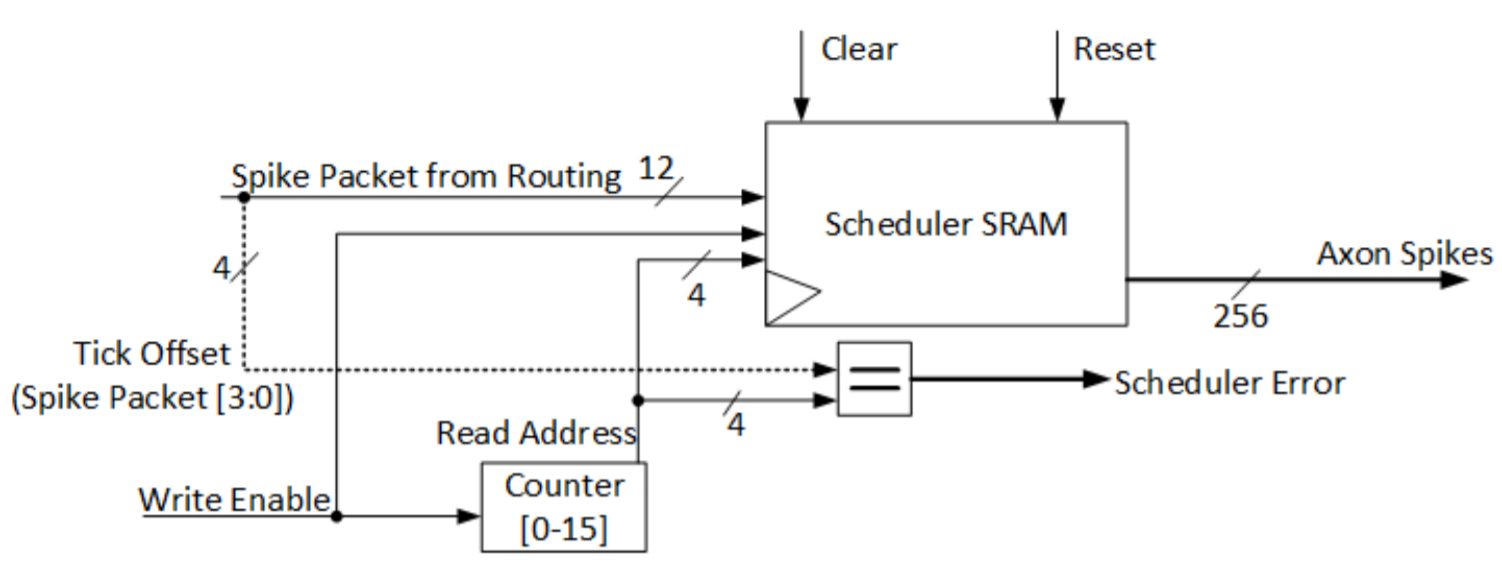 Clear
Reset
Spike Packet from Routing
12
Scheduler SRAM
4
4
Axon Spikes
256
Tick Offset
(Spike Packet [3:0])
=
Scheduler Error
4
Read Address
Write Enable
Counter
[0-15]